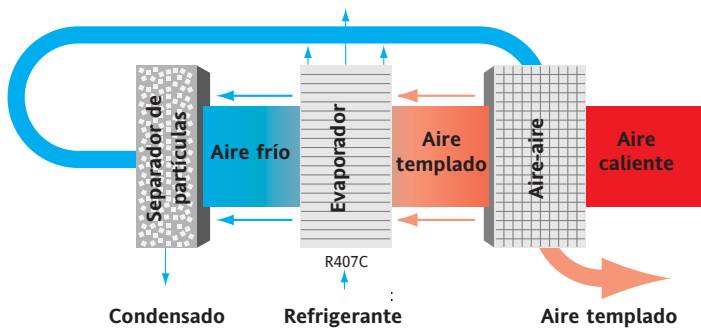 Separador de
partículas
Aire frío
Evaporador
Aire
templado
Aire-aire
Aire
caliente
R407C
:
Condensado
Refrigerante
Aire templado